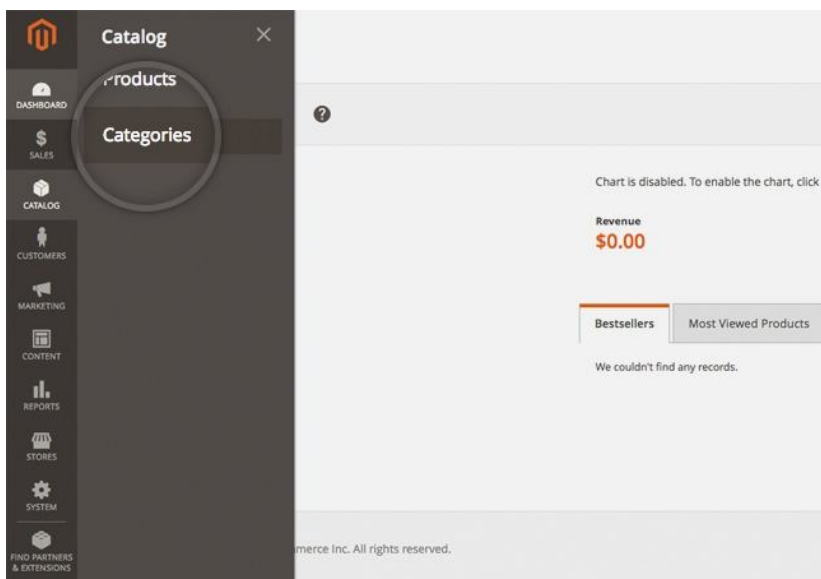 Catalog
Products
Categories
DASHBOARD
SALES
CATALOG
CUSTOMERS
MARKETING
CONTENT
REPORTS
STORES
SYSTEM
FIND PARTNERS
& EXTENSIONS
Chart is disabled. To enable the chart, click
Revenue
$0.00
Bestsellers
Most Viewed Products
We couldn't find any records.
merce Inc. All rights reserved.